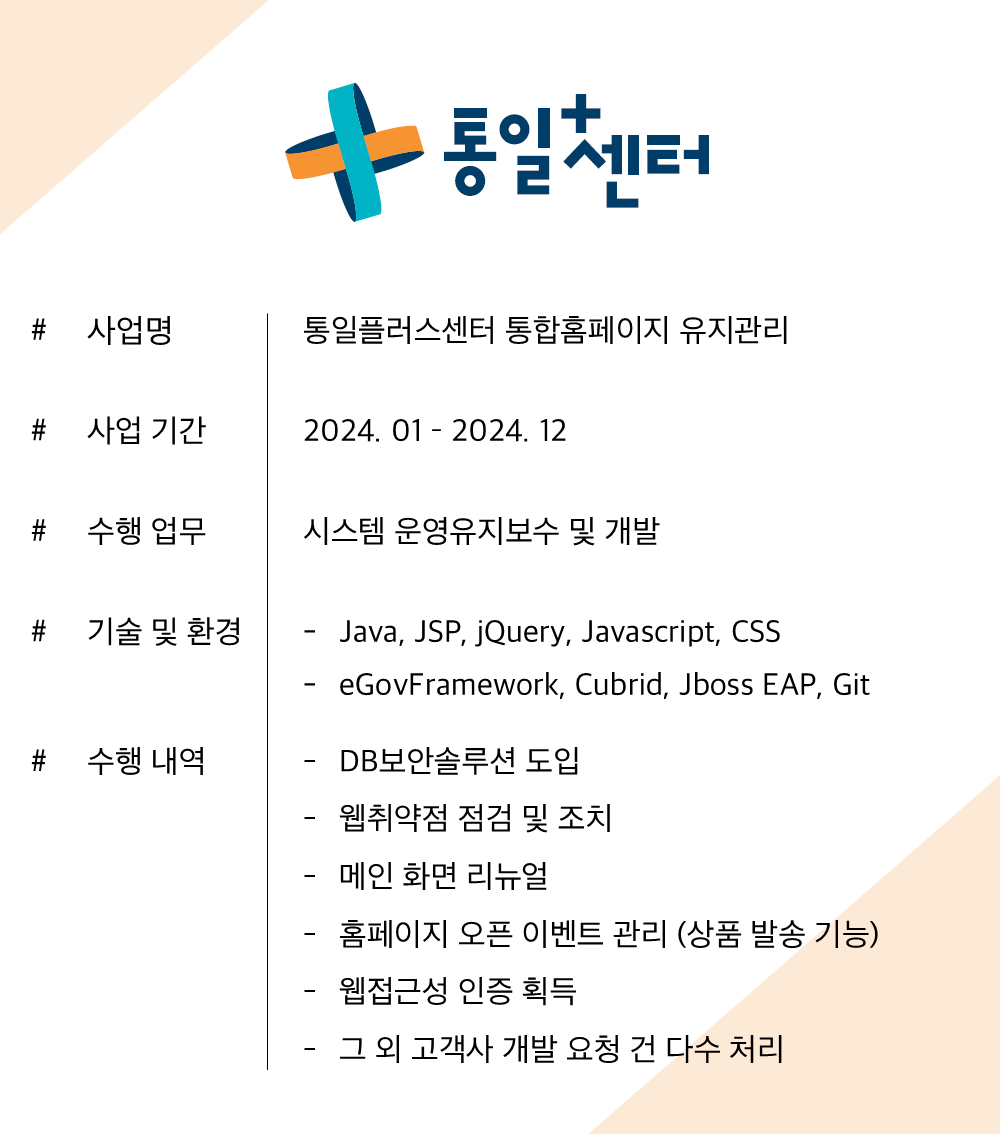 통일+센터
# 사업명 통일플러스센터 통합홈페이지 유지관리
# 사업 기간 2024. 01 - 2024. 12
# 수행 업무 시스템 운영유지보수 및 개발
# 기술 및 환경 - Java, JSP, jQuery, Javascript, CSS
- eGovFramework, Cubrid, Jboss EAP, Git
# 수행 내역 - DB보안솔루션 도입
- 웹취약점 점검 및 조치
- 메인 화면 리뉴얼
- 홈페이지 오픈 이벤트 관리 (상품 발송 기능)
- 웹접근성 인증 획득
- 그 외 고객사 개발 요청 건 다수 처리